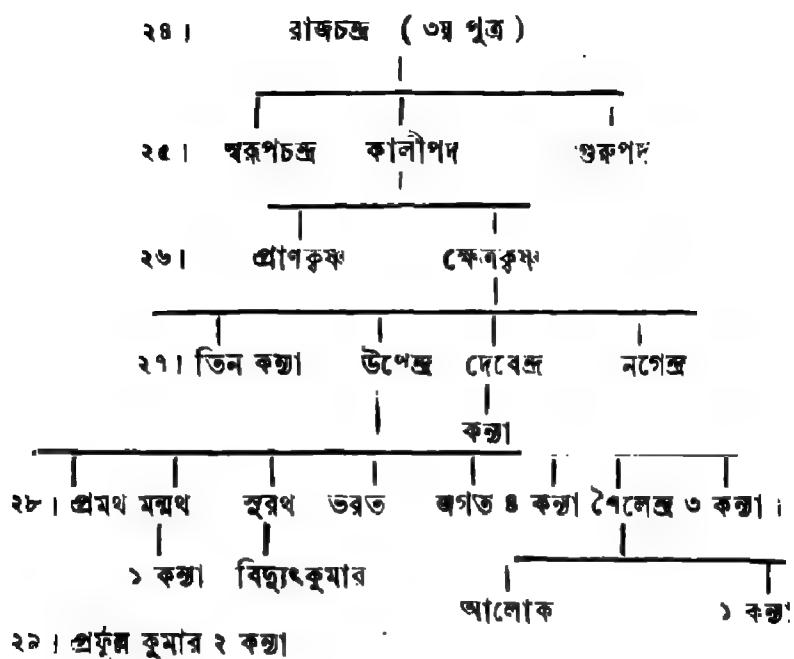 ২৪। রাজচন্দ্র ( ৩য় পুত্র )
২৫। স্বরূপচন্দ্র কালীপদ গুরুপদ
২৬। প্রাণকৃষ্ণ ক্ষেত্রকৃষ্ণ
২৭। তিন কন্যা উপেন্দ্র দেবেন্দ্র নগেন্দ্র
কন্যা
২৮। প্রমথ মন্মথ সুরথ ভরত জগত ৪ কন্যা শৈলেন্দ্র ৩ কন্যা।
১ কন্যা বিদ্যুৎকুমার
আলোক ১ কন্যা
২৯। প্রফুল্ল কুমার ২ কন্যা